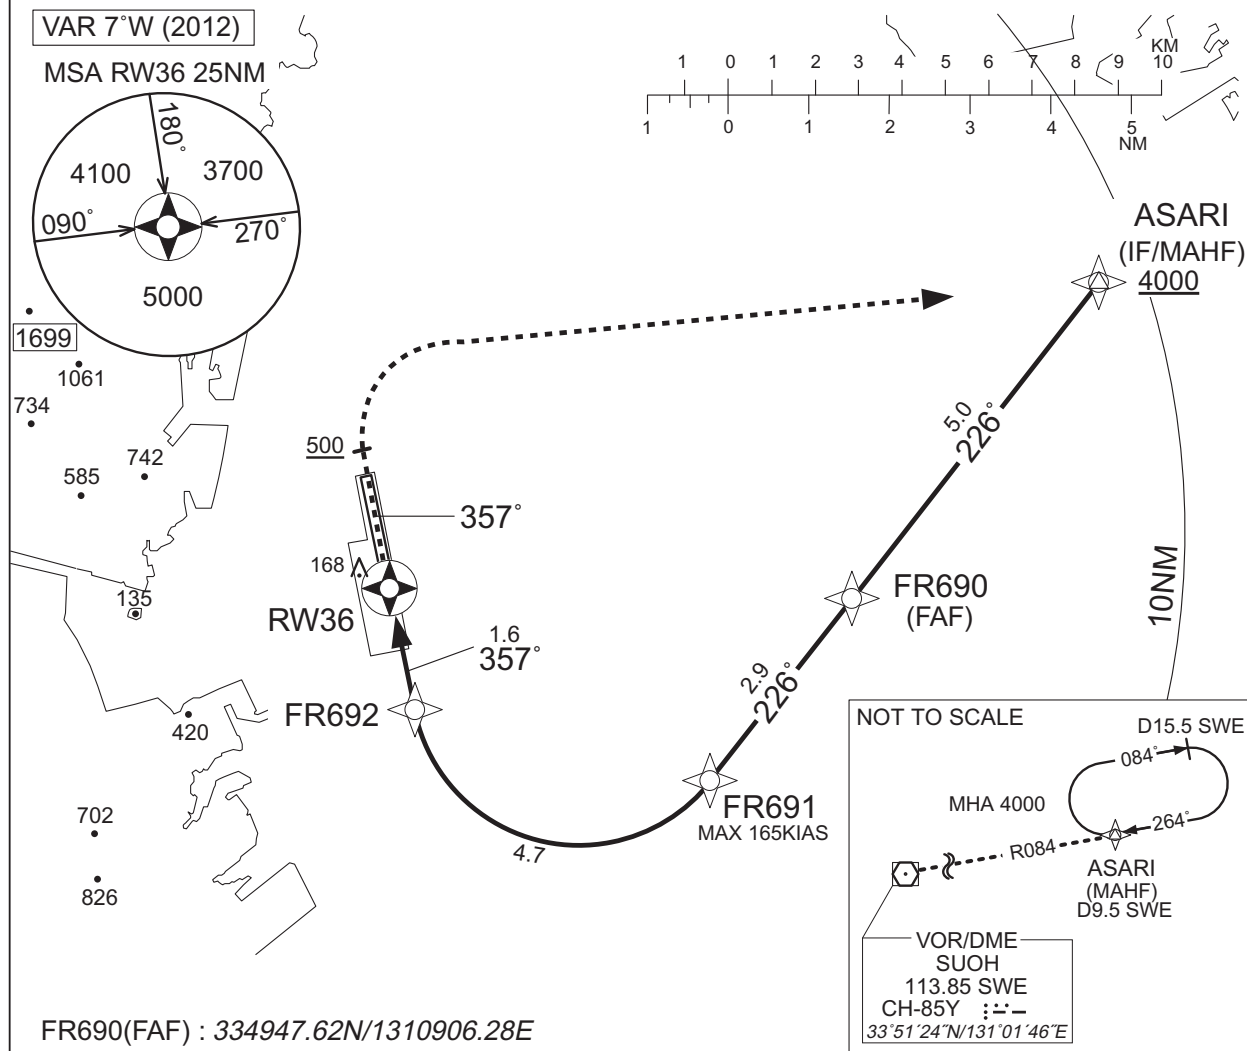 VAR 7°W (2012)
MSA RW36 25NM
180°
4100
3700
090°
270°
5000
KM
1 0 1 2 3 4 5 6 7 8 9 10
1 0 1 2 3 4 5
NM
ASARI
(IF/MAHF)
4000
1699
1061
734
742
585
500
5.0
226°
357°
168
135
RW36
1.6
357°
FR690
(FAF)
10NM
2.9
226°
FR692
420
FR691
MAX 165KIAS
4.7
702
826
NOT TO SCALE
D15.5 SWE
084°
MHA 4000
264°
R084
ASARI
(MAHF)
D9.5 SWE
VOR/DME
SUOH
113.85 SWE
CH-85Y
33°51′24″N/131°01′46″E
FR690(FAF) : 334947.62N/1310906.28E